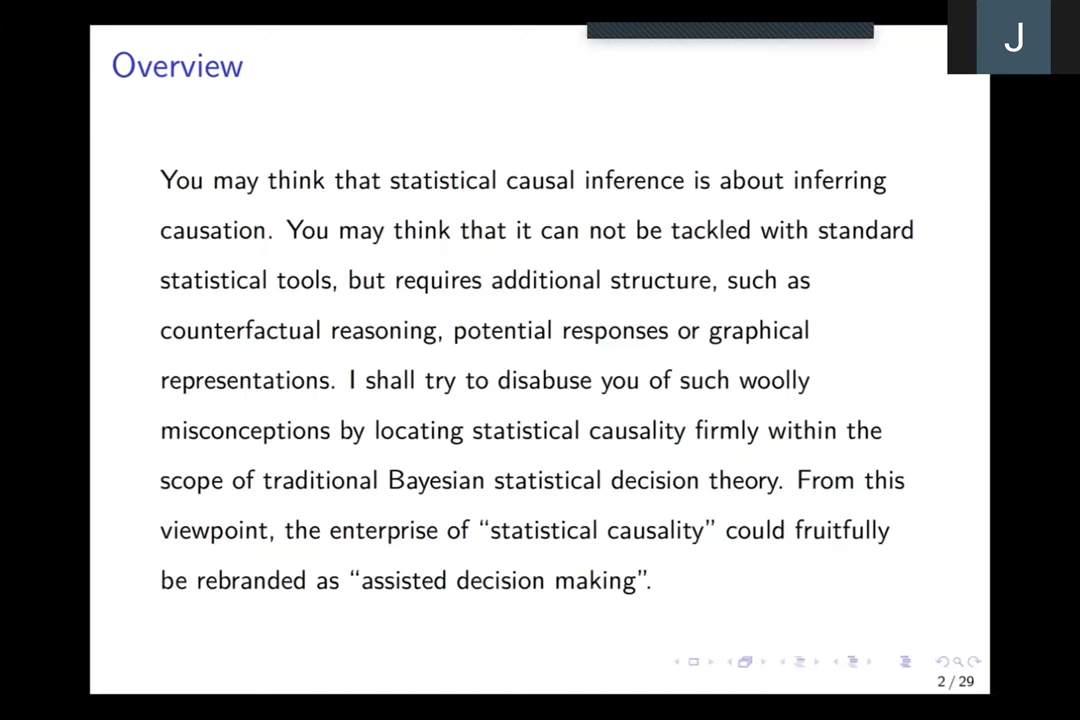 J
Overview
You may think that statistical causal inference is about inferring
causation. You may think that it can not be tackled with standard
statistical tools, but requires additional structure, such as
counterfactual reasoning, potential responses or graphical
representations. I shall try to disabuse you of such woolly
misconceptions by locating statistical causality firmly within the
scope of traditional Bayesian statistical decision theory. From this
viewpoint, the enterprise of “statistical causality” could fruitfully
be rebranded as “assisted decision making”.
2 / 29